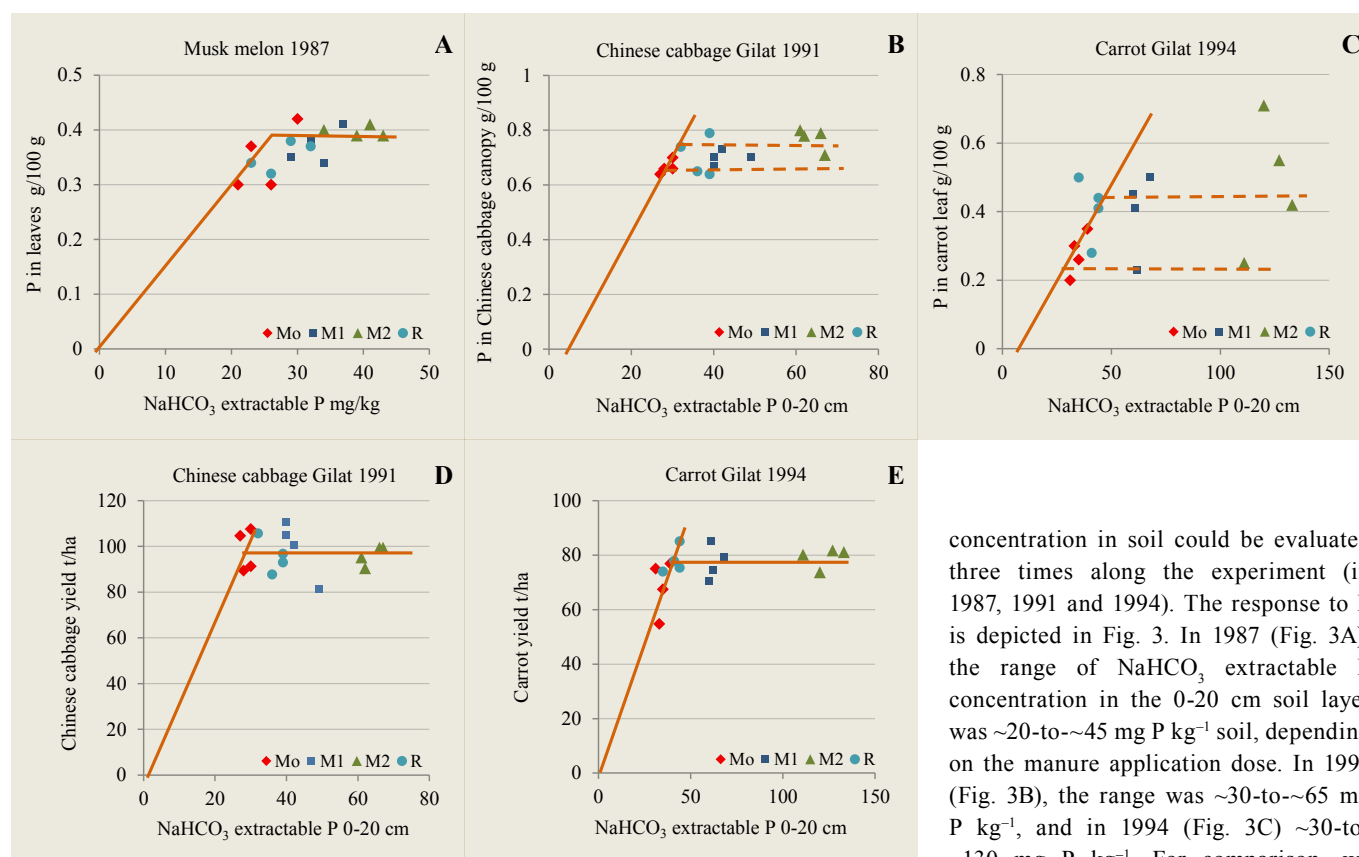 Musk melon 1987
A
P in leaves g/100 g
0.5
0.4
0.3
0.2
0.1
0
0 10 20 30 40 50
Mo M1 M2 R
NaHCO3 extractable P mg/kg
Chinese cabbage Gilat 1991
B
P in Chinese cabbage canopy g/100 g
1
0.8
0.6
0.4
0.2
0
0 20 40 60 80
Mo M1 M2 R
NaHCO3 extractable P 0-20 cm
Carrot Gilat 1994
C
P in carrot leaf g/100 g
0.8
0.6
0.4
0.2
0
0 50 100 150
Mo M1 M2 R
NaHCO3 extractable P 0-20 cm
Chinese cabbage Gilat 1991
D
Chinese cabbage yield t/ha
120
100
80
60
40
20
0
0 20 40 60 80
Mo M1 M2 R
NaHCO3 extractable P 0-20 cm
Carrot Gilat 1994
E
Carrot yield t/ha
100
80
60
40
20
0
0 50 100 150
Mo M1 M2 R
NaHCO3 extractable P 0-20 cm
concentration in soil could be evaluate
three times along the experiment (i
1987, 1991 and 1994). The response to
is depicted in Fig. 3. In 1987 (Fig. 3A)
the range of NaHCO3 extractable
concentration in the 0-20 cm soil laye
was ~20-to-~45 mg P kg–1 soil, dependin
on the manure application dose. In 199
(Fig. 3B), the range was ~30-to-~65 m
P kg–1, and in 1994 (Fig. 3C) ~30-to-